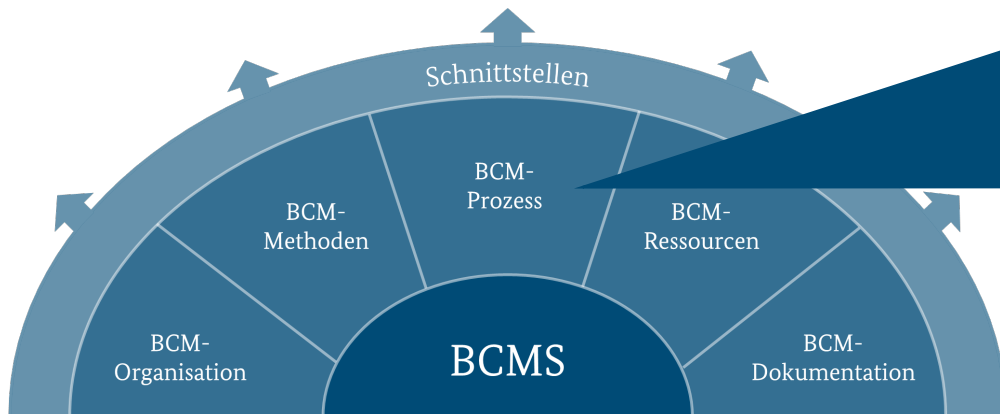 Schnittstellen
BCM-
Organisation
BCM-
Methoden
BCM-
Prozess
BCM-
Ressourcen
BCM-
Dokumentation
BCMS